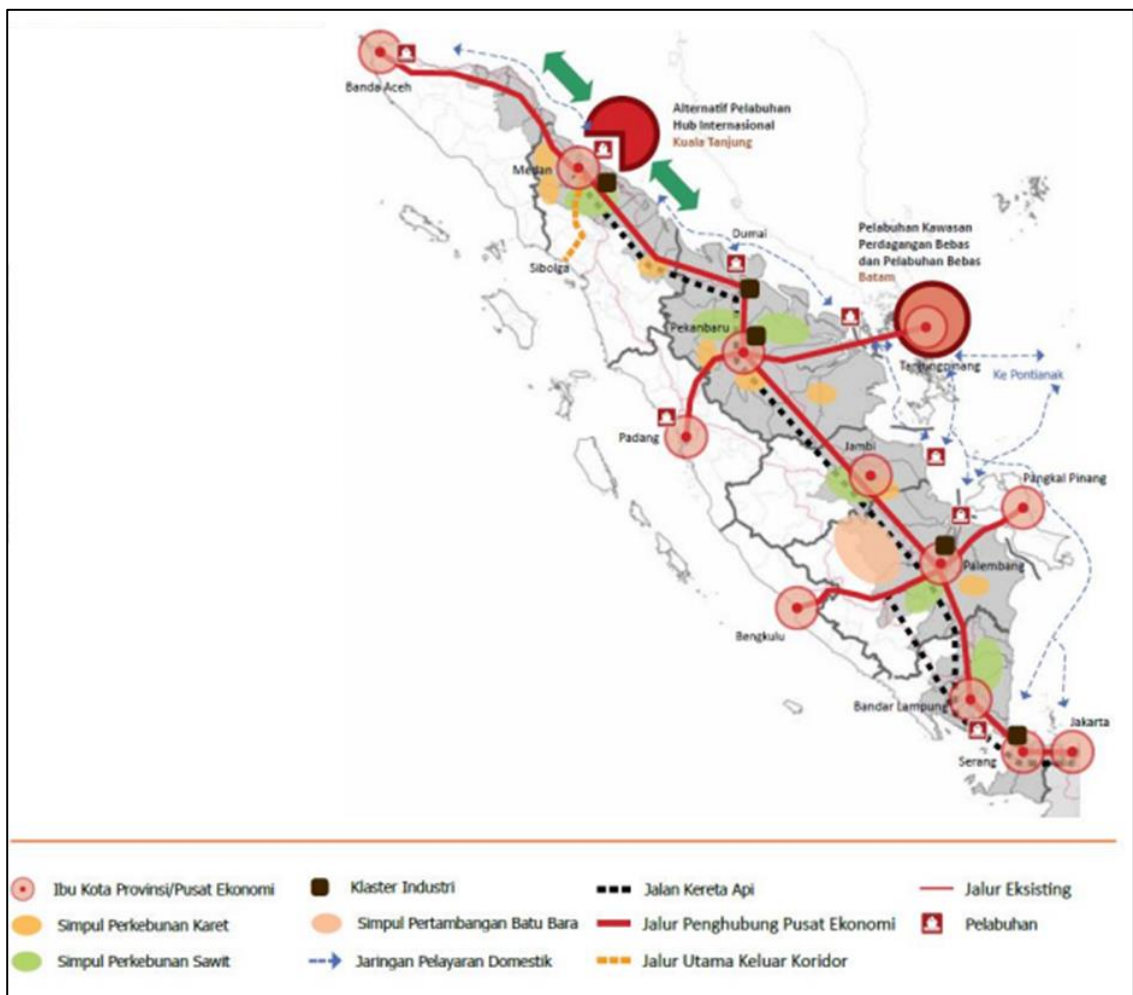 Banda Aceh
Alternatif Pelabuhan
Hub Internasional
Kuala Tanjung
Medan
Dumai
Pelabuhan Kawasan
Perdagangan Bebas
dan Pelabuhan Bebas
Batam
Sibolga
Pekanbaru
Tanjungpinang
Ke Pontianak
Padang
Jambi
Pangkal Pinang
Palembang
Bengkulu
Bandar Lampung
Jakarta
Serang
Ibu Kota Provinsi/Pusat Ekonomi
Klaster Industri
Jalan Kereta Api
Jalur Eksisting
Simpul Perkebunan Karet
Simpul Pertambangan Batu Bara
Jalur Penghubung Pusat Ekonomi
Pelabuhan
Simpul Perkebunan Sawit
Jaringan Pelayaran Domestik
Jalur Utama Keluar Koridor